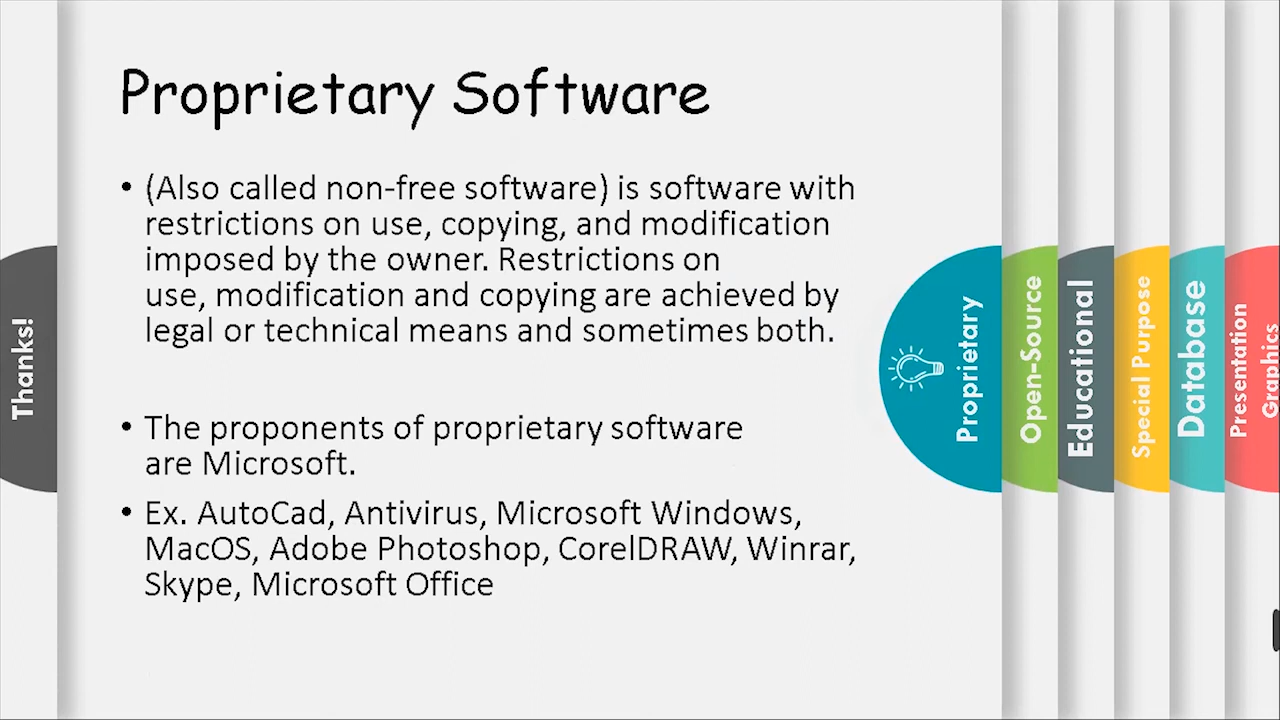 Proprietary Software
• (Also called non-free software) is software with
restrictions on use, copying, and modification
imposed by the owner. Restrictions on
use, modification and copying are achieved by
legal or technical means and sometimes both.
• The proponents of proprietary software
are Microsoft.
• Ex. AutoCad, Antivirus, Microsoft Windows,
MacOS, Adobe Photoshop, CorelDRAW, Winrar,
Skype, Microsoft Office
Thanks!
Proprietary
Open-Source
Educational
Special Purpose
Database
Presentation
Graphics